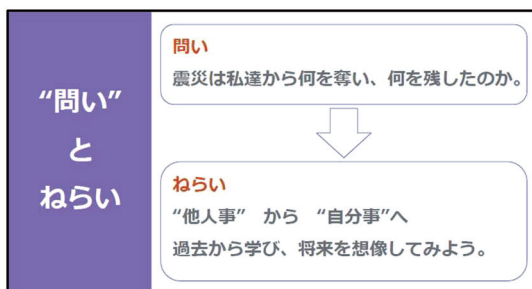 “問い”
と
ねらい
問い
震災は私達から何を奪い、何を残したのか。
ねらい
“他人事” から “自分事”へ
過去から学び、将来を想像してみよう。